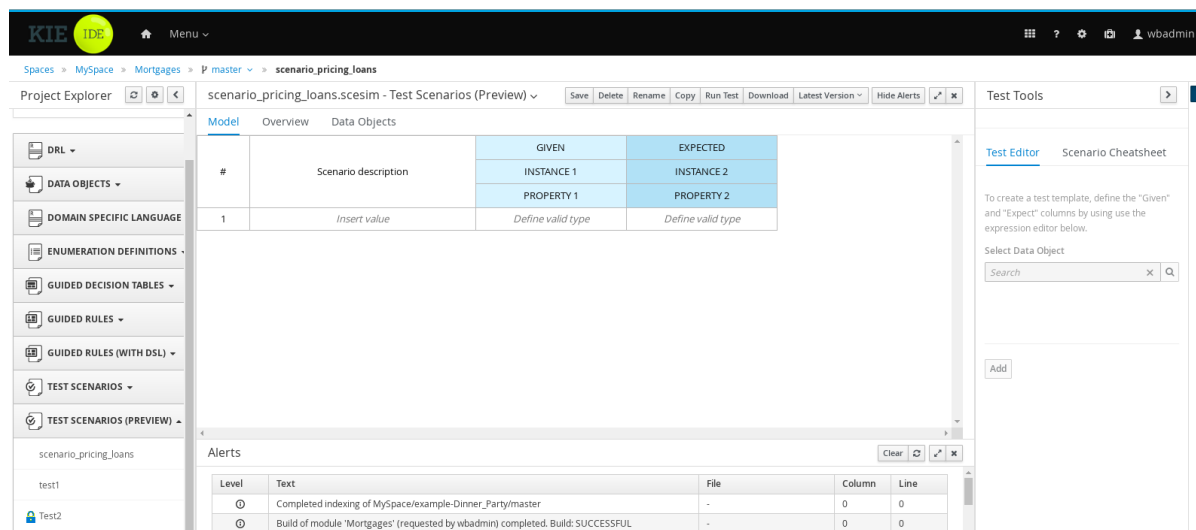 KIE IDE Menu ? wbadmin
Spaces » MySpace » Mortgages » master » scenario_pricing_loans
Project Explorer
scenario_pricing_loans.scesim - Test Scenarios (Preview)
Save Delete Rename Copy Run Test Download Latest Version Hide Alerts
Test Tools
Model Overview Data Objects
DRL
DATA OBJECTS
DOMAIN SPECIFIC LANGUAGE
ENUMERATION DEFINITIONS
GUIDED DECISION TABLES
GUIDED RULES
GUIDED RULES (WITH DSL)
TEST SCENARIOS
TEST SCENARIOS (PREVIEW)
scenario_pricing_loans
test1
Test2
# Scenario description GIVEN EXPECTED
INSTANCE 1 INSTANCE 2
PROPERTY 1 PROPERTY 2
1 Insert value Define valid type Define valid type
Test Editor Scenario Cheatsheet
To create a test template, define the "Given"
and "Expect" columns by using use the
expression editor below.
Select Data Object
Search
Add
Alerts
Clear
Level Text File Column Line
Completed indexing of MySpace/example-Dinner_Party/master - 0 0
Build of module 'Mortgages' (requested by wbadmin) completed. Build: SUCCESSFUL - 0 0